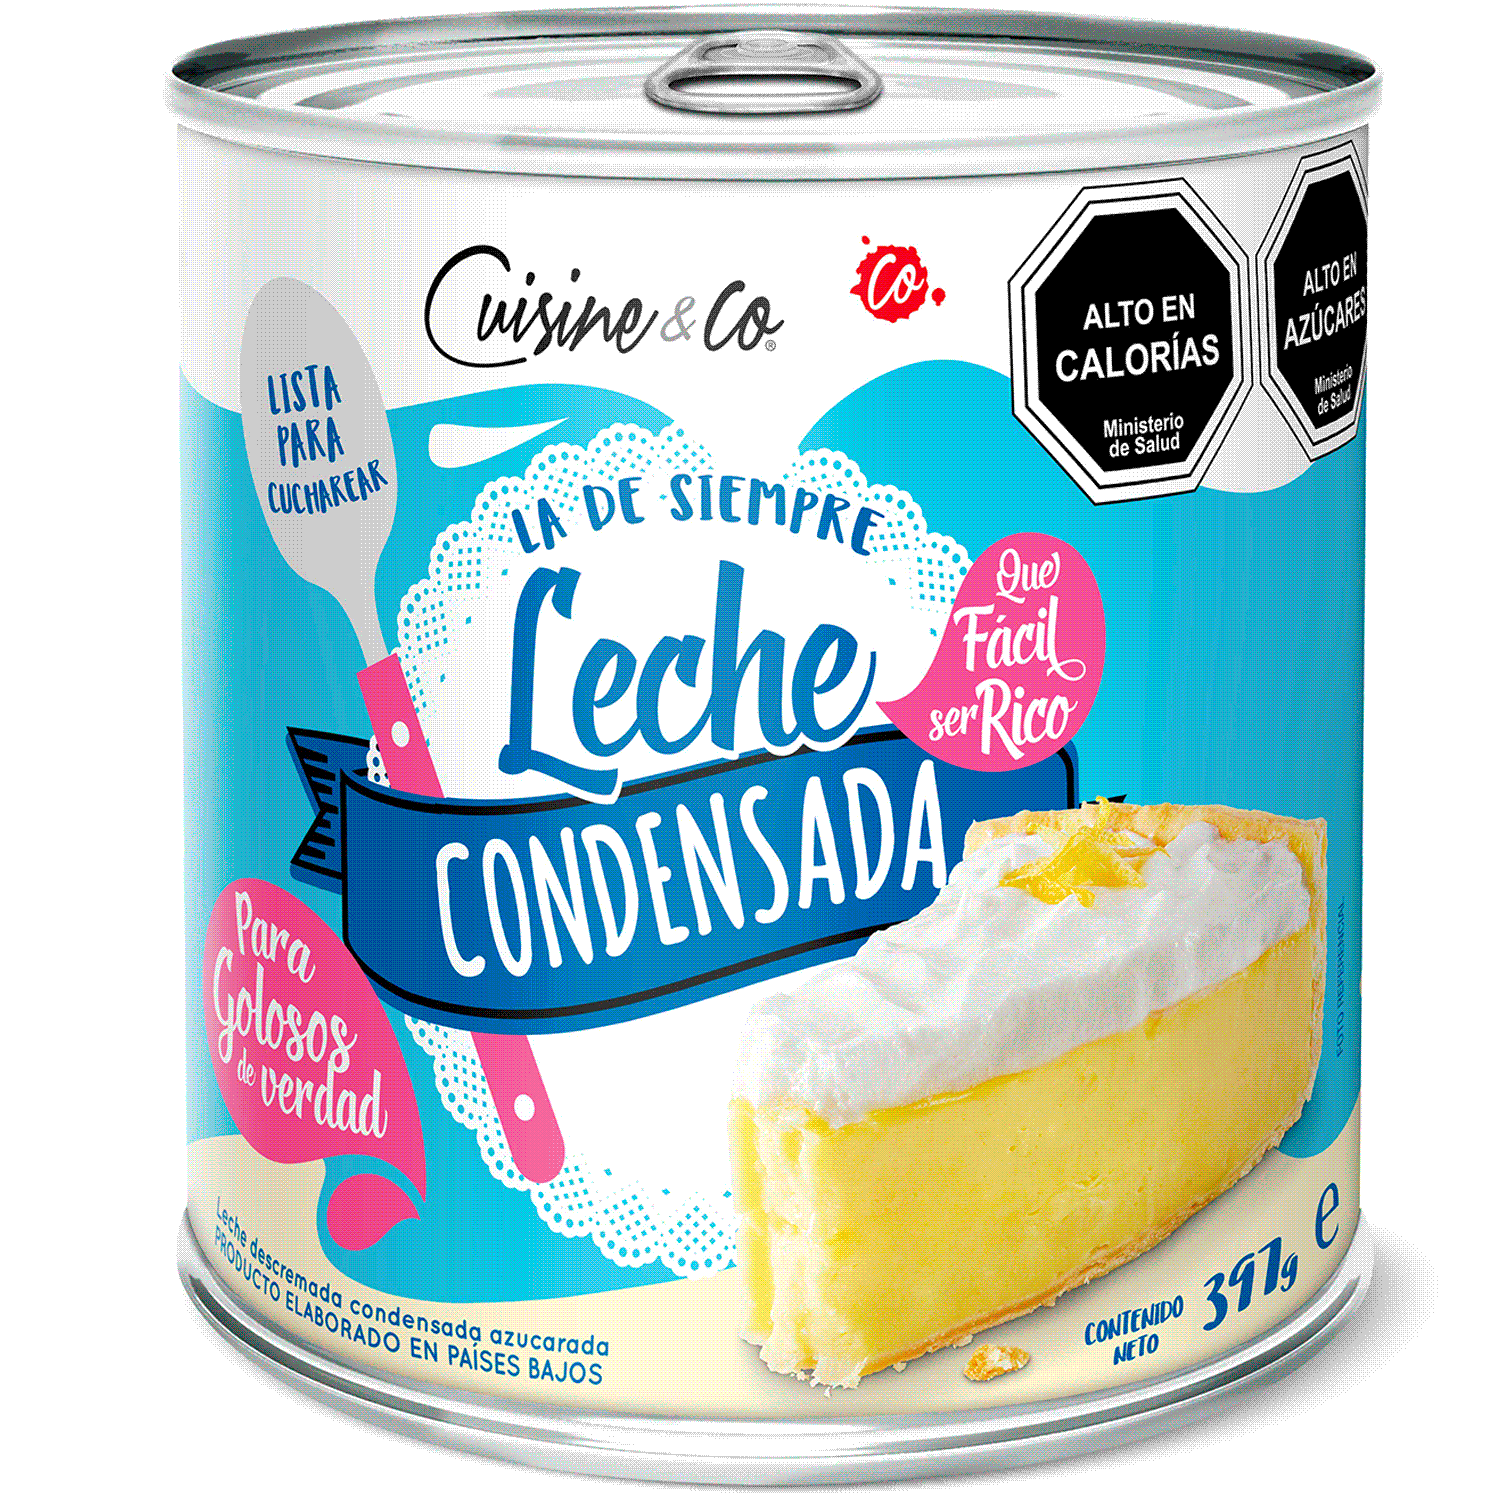 Cuisine & Co®
Co.
ALTO EN
CALORÍAS
Ministerio
de Salud
ALTO EN
AZÚCARES
Ministerio
de Salud
LISTA
PARA
CUCHAREAR
LA DE SIEMPRE
Leche
CONDENSADA
Que
Fácil
ser Rico
Para
Golosos
de verdad
FOTO REFERENCIAL
Leche descremada condensada azucarada
PRODUCTO ELABORADO EN PAÍSES BAJOS
CONTENIDO
NETO
397g e